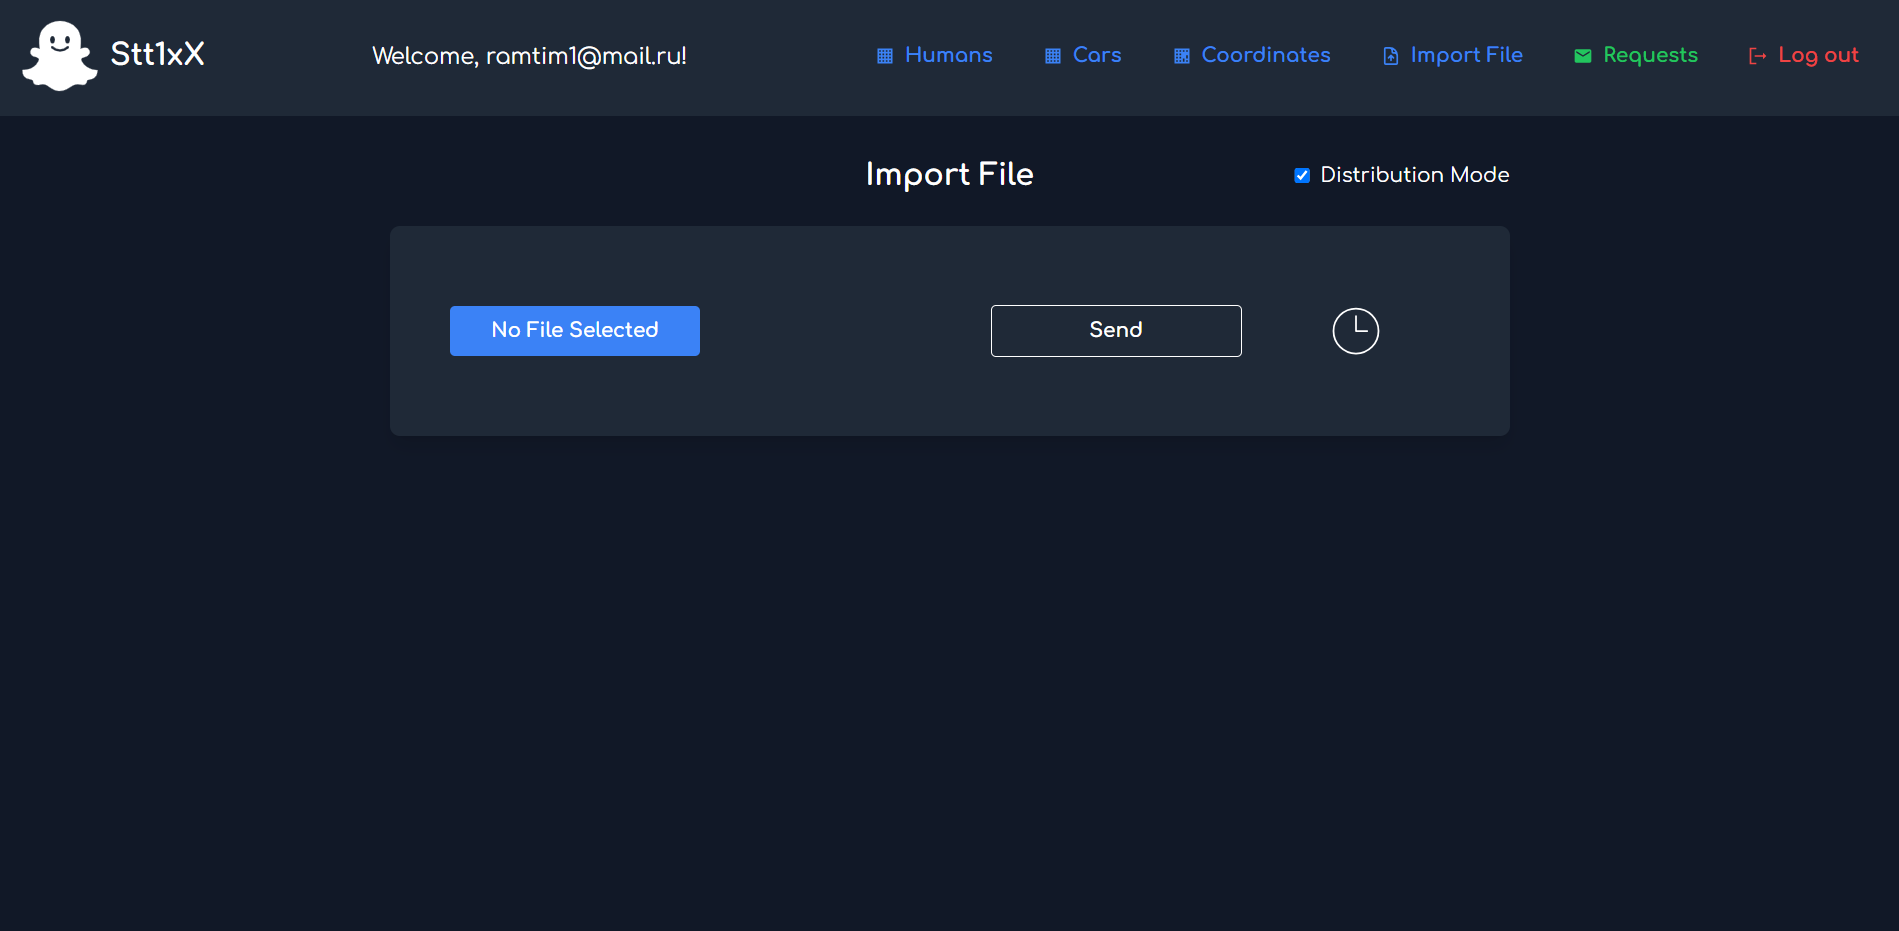 Stt1xX
Welcome, ramtim1@mail.ru!
Humans
Cars
Coordinates
Import File
Requests
Log out
Import File
Distribution Mode
No File Selected
Send